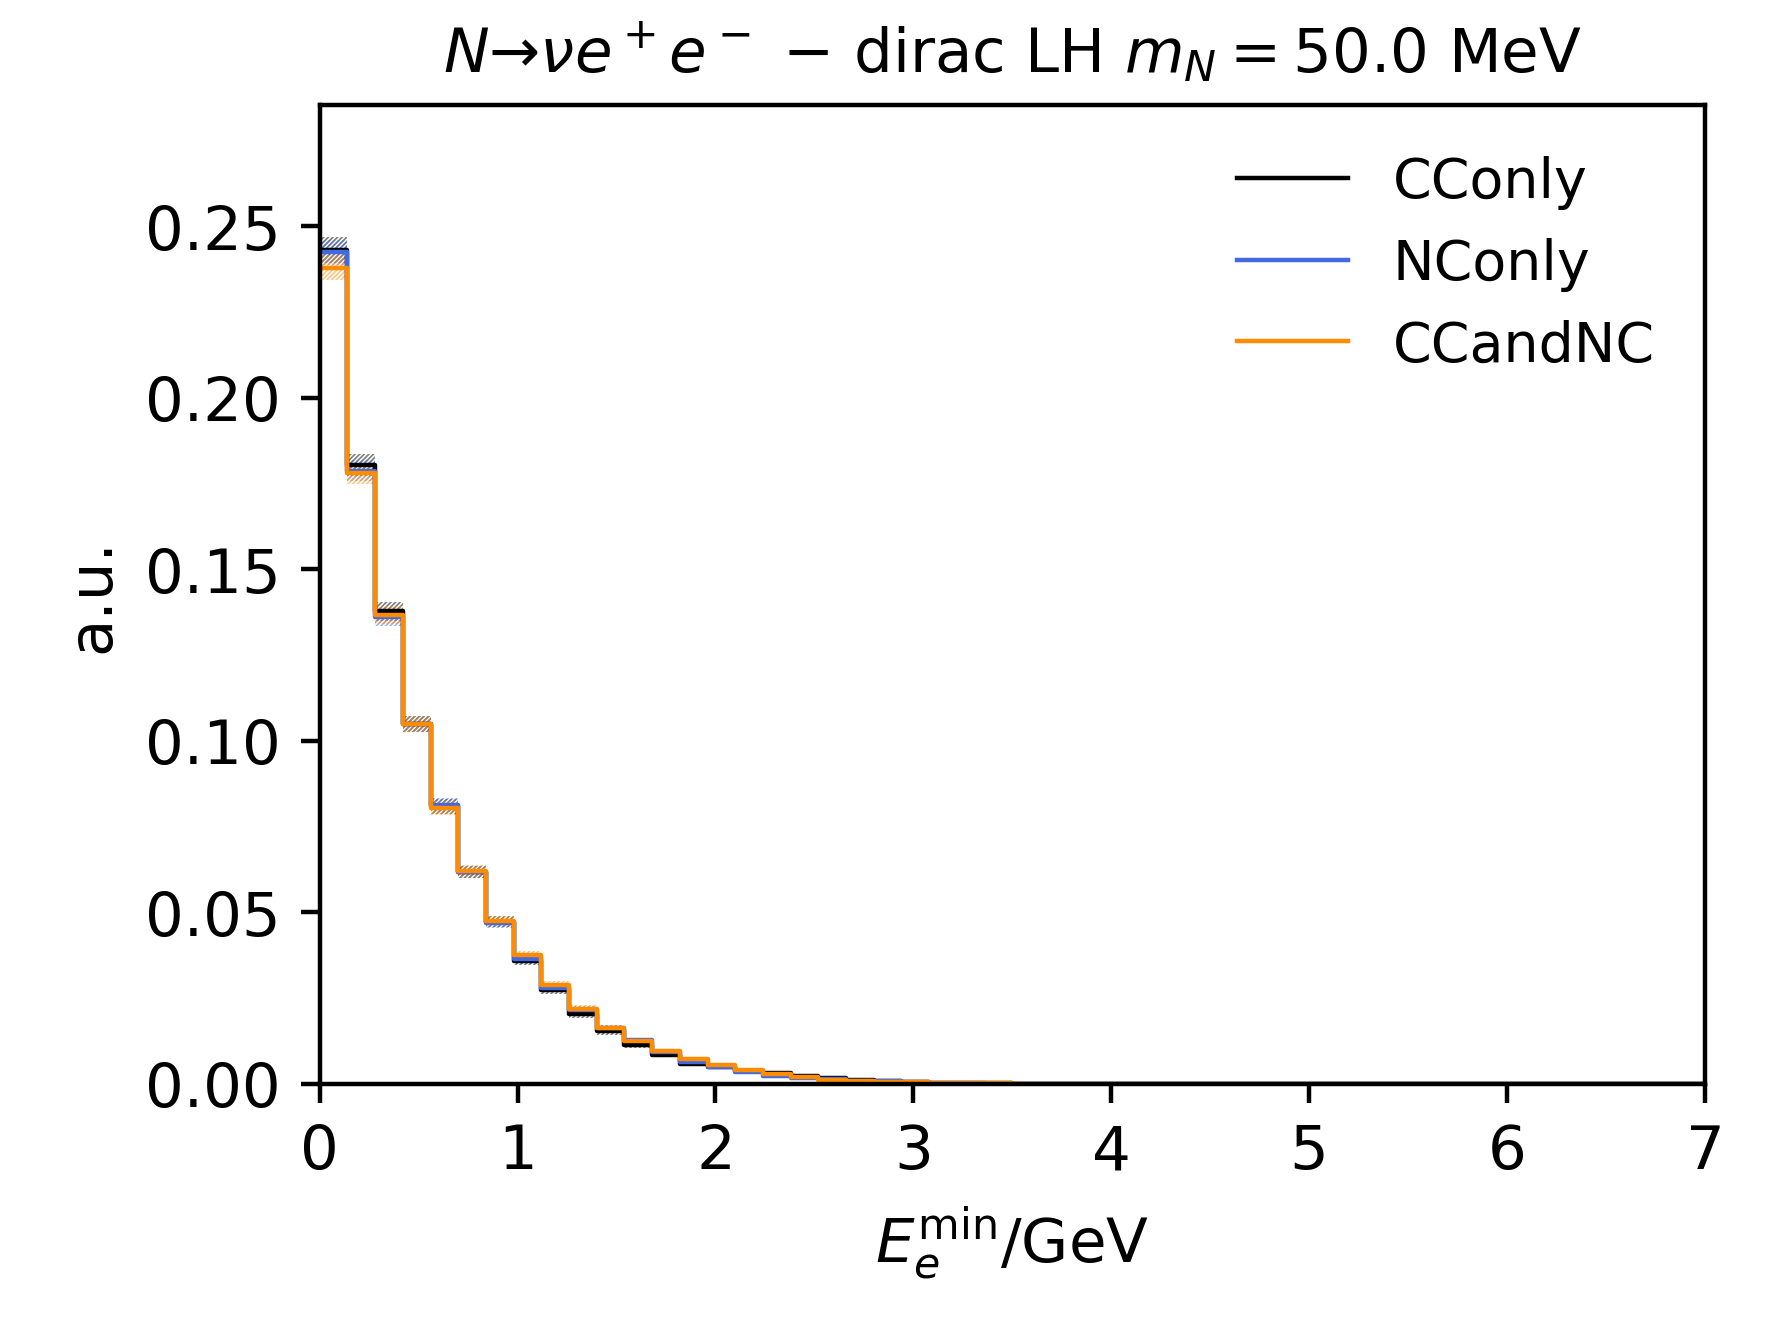 N→νe⁺e⁻ − dirac LH m_N = 50.0 MeV
CConly
NConly
CCandNC
0.25
0.20
0.15
0.10
0.05
0.00
a.u.
0 1 2 3 4 5 6 7
E_e^min/GeV